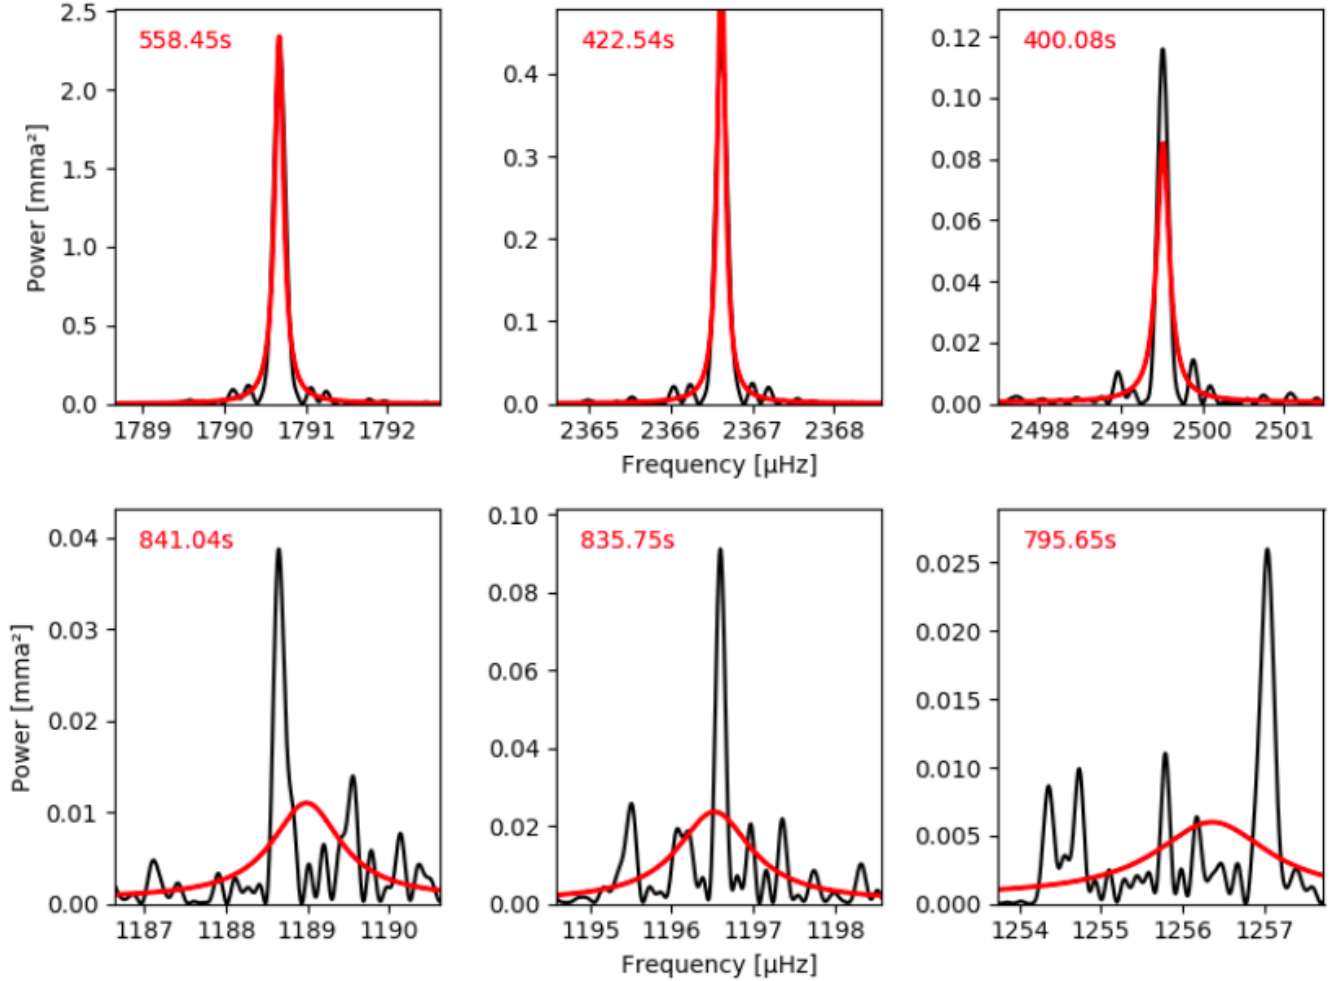 2.5
2.0
1.5
1.0
0.5
0.0
Power [mma²]
558.45s
1789 1790 1791 1792
0.4
0.3
0.2
0.1
0.0
422.54s
2365 2366 2367 2368
Frequency [μHz]
0.12
0.10
0.08
0.06
0.04
0.02
0.00
400.08s
2498 2499 2500 2501
0.04
0.03
0.02
0.01
0.00
Power [mma²]
841.04s
1187 1188 1189 1190
0.10
0.08
0.06
0.04
0.02
0.00
835.75s
1195 1196 1197 1198
Frequency [μHz]
0.025
0.020
0.015
0.010
0.005
0.000
795.65s
1254 1255 1256 1257